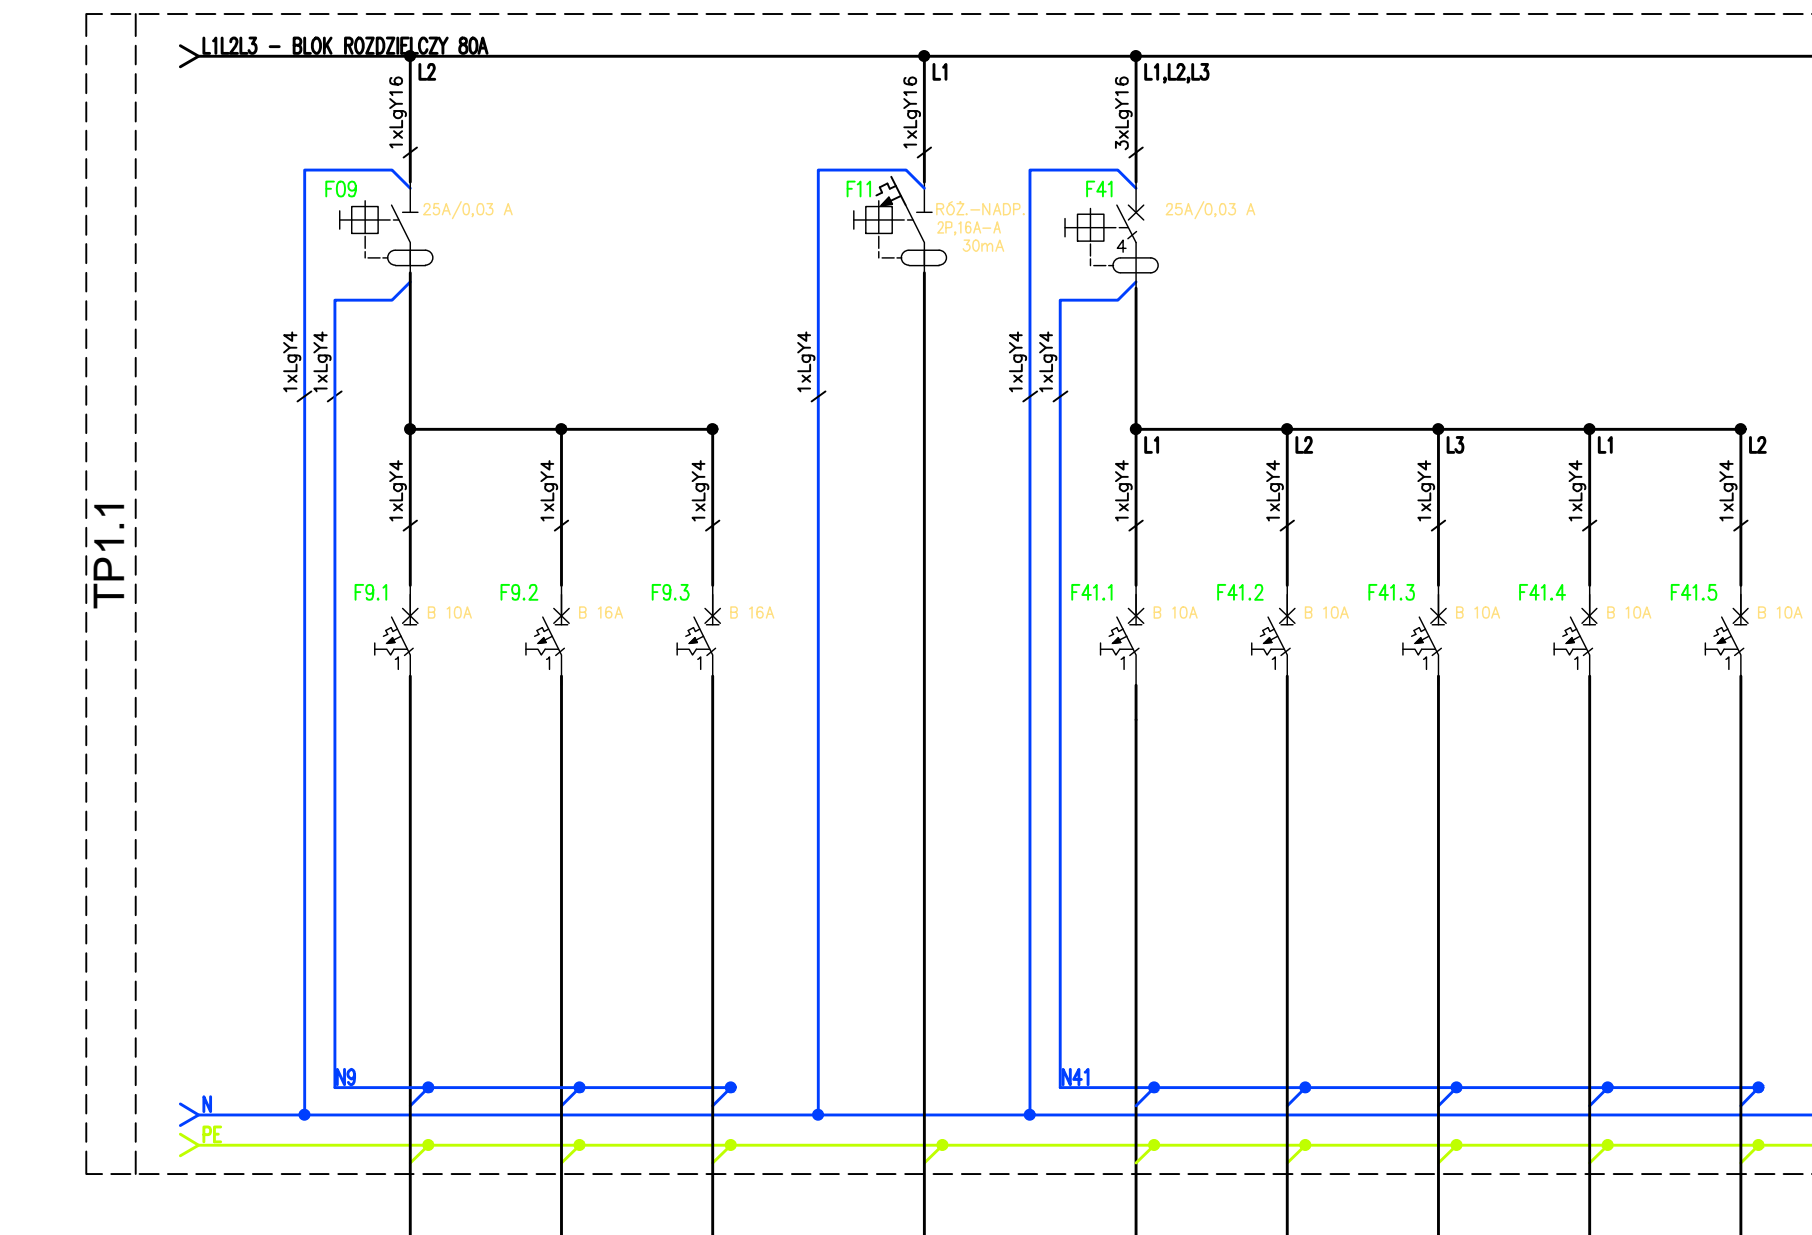 L1L2L3 - BLOK ROZDZIELCZY 80A
L2
L1
L1,L2,L3
1xLgY16
1xLgY16
3xLgY16
F09
25A/0,03 A
F11
RÓŻ.-NADP.
2P,16A-A
30mA
F41
25A/0,03 A
4
1xLgY4
1xLgY4
1xLgY4
1xLgY4
1xLgY4
L1
L2
L3
L1
L2
1xLgY4
1xLgY4
1xLgY4
1xLgY4
1xLgY4
1xLgY4
1xLgY4
1xLgY4
TP1.1
F9.1
B 10A
F9.2
B 16A
F9.3
B 16A
F41.1
B 10A
F41.2
B 10A
F41.3
B 10A
F41.4
B 10A
F41.5
B 10A
1
1
1
1
1
1
1
1
N9
N41
N
PE